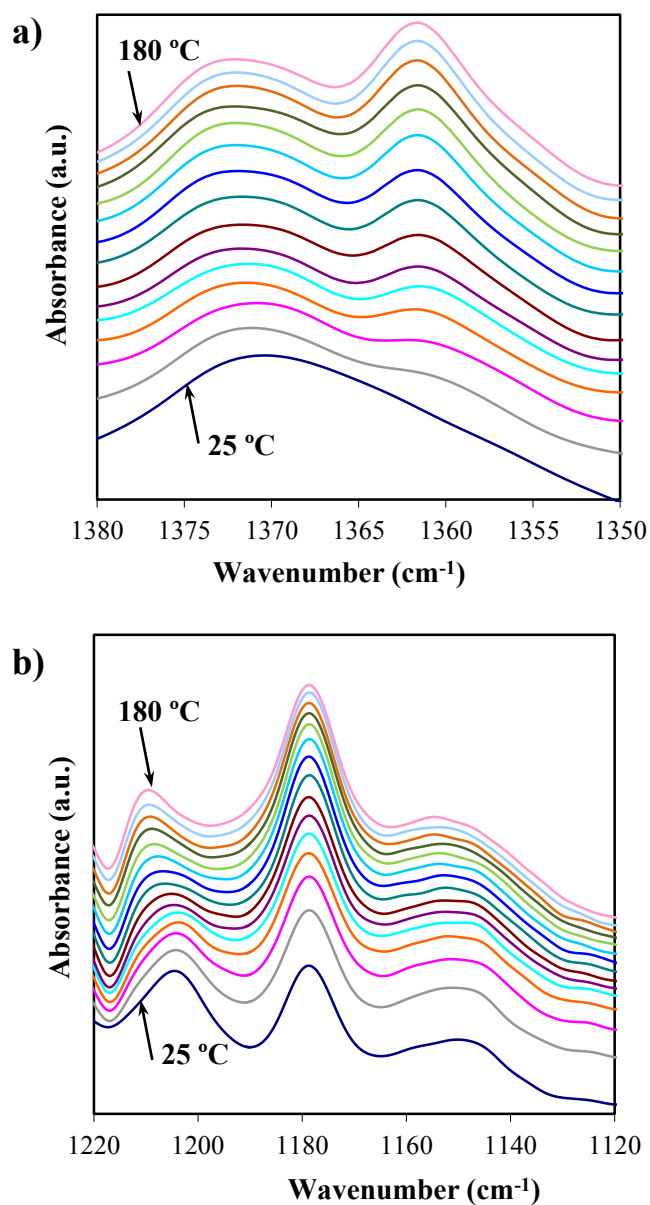 a)
180 ºC
Absorbance (a.u.)
25 ºC
1380 1375 1370 1365 1360 1355 1350
Wavenumber (cm-1)
b)
180 ºC
Absorbance (a.u.)
25 ºC
1220 1200 1180 1160 1140 1120
Wavenumber (cm-1)